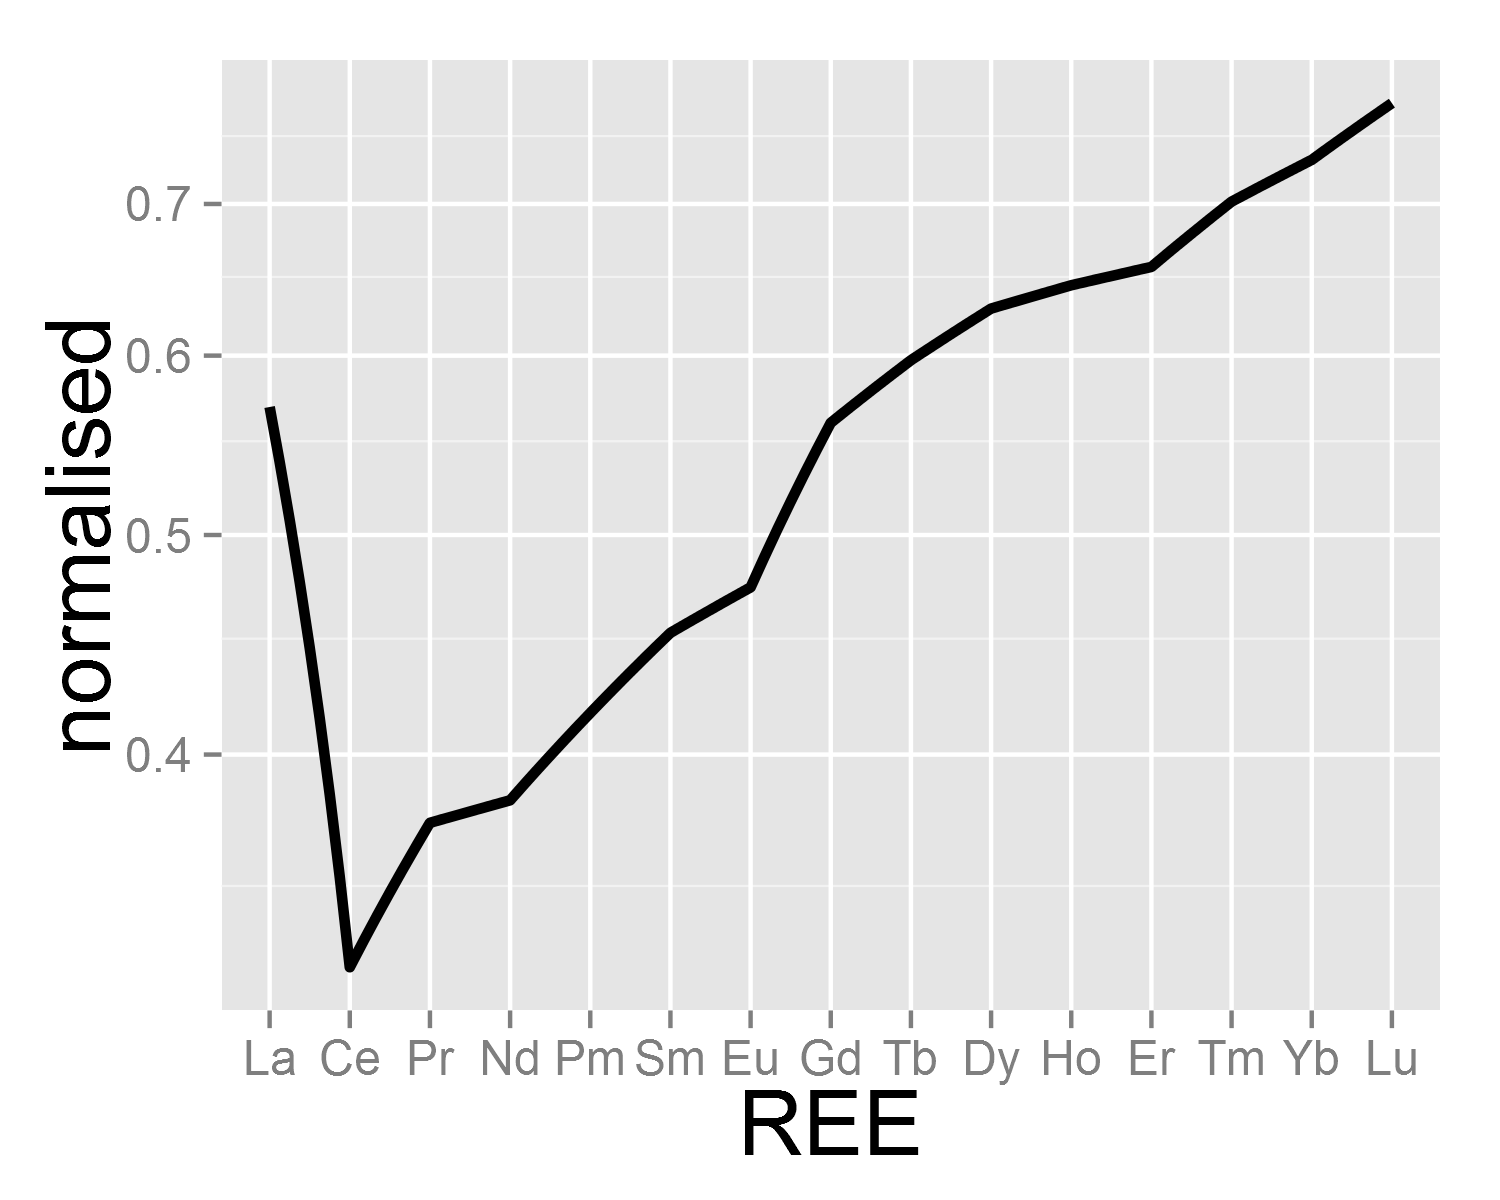 normalised
0.7
0.6
0.5
0.4
La Ce Pr Nd Pm Sm Eu Gd Tb Dy Ho Er Tm Yb Lu
REE